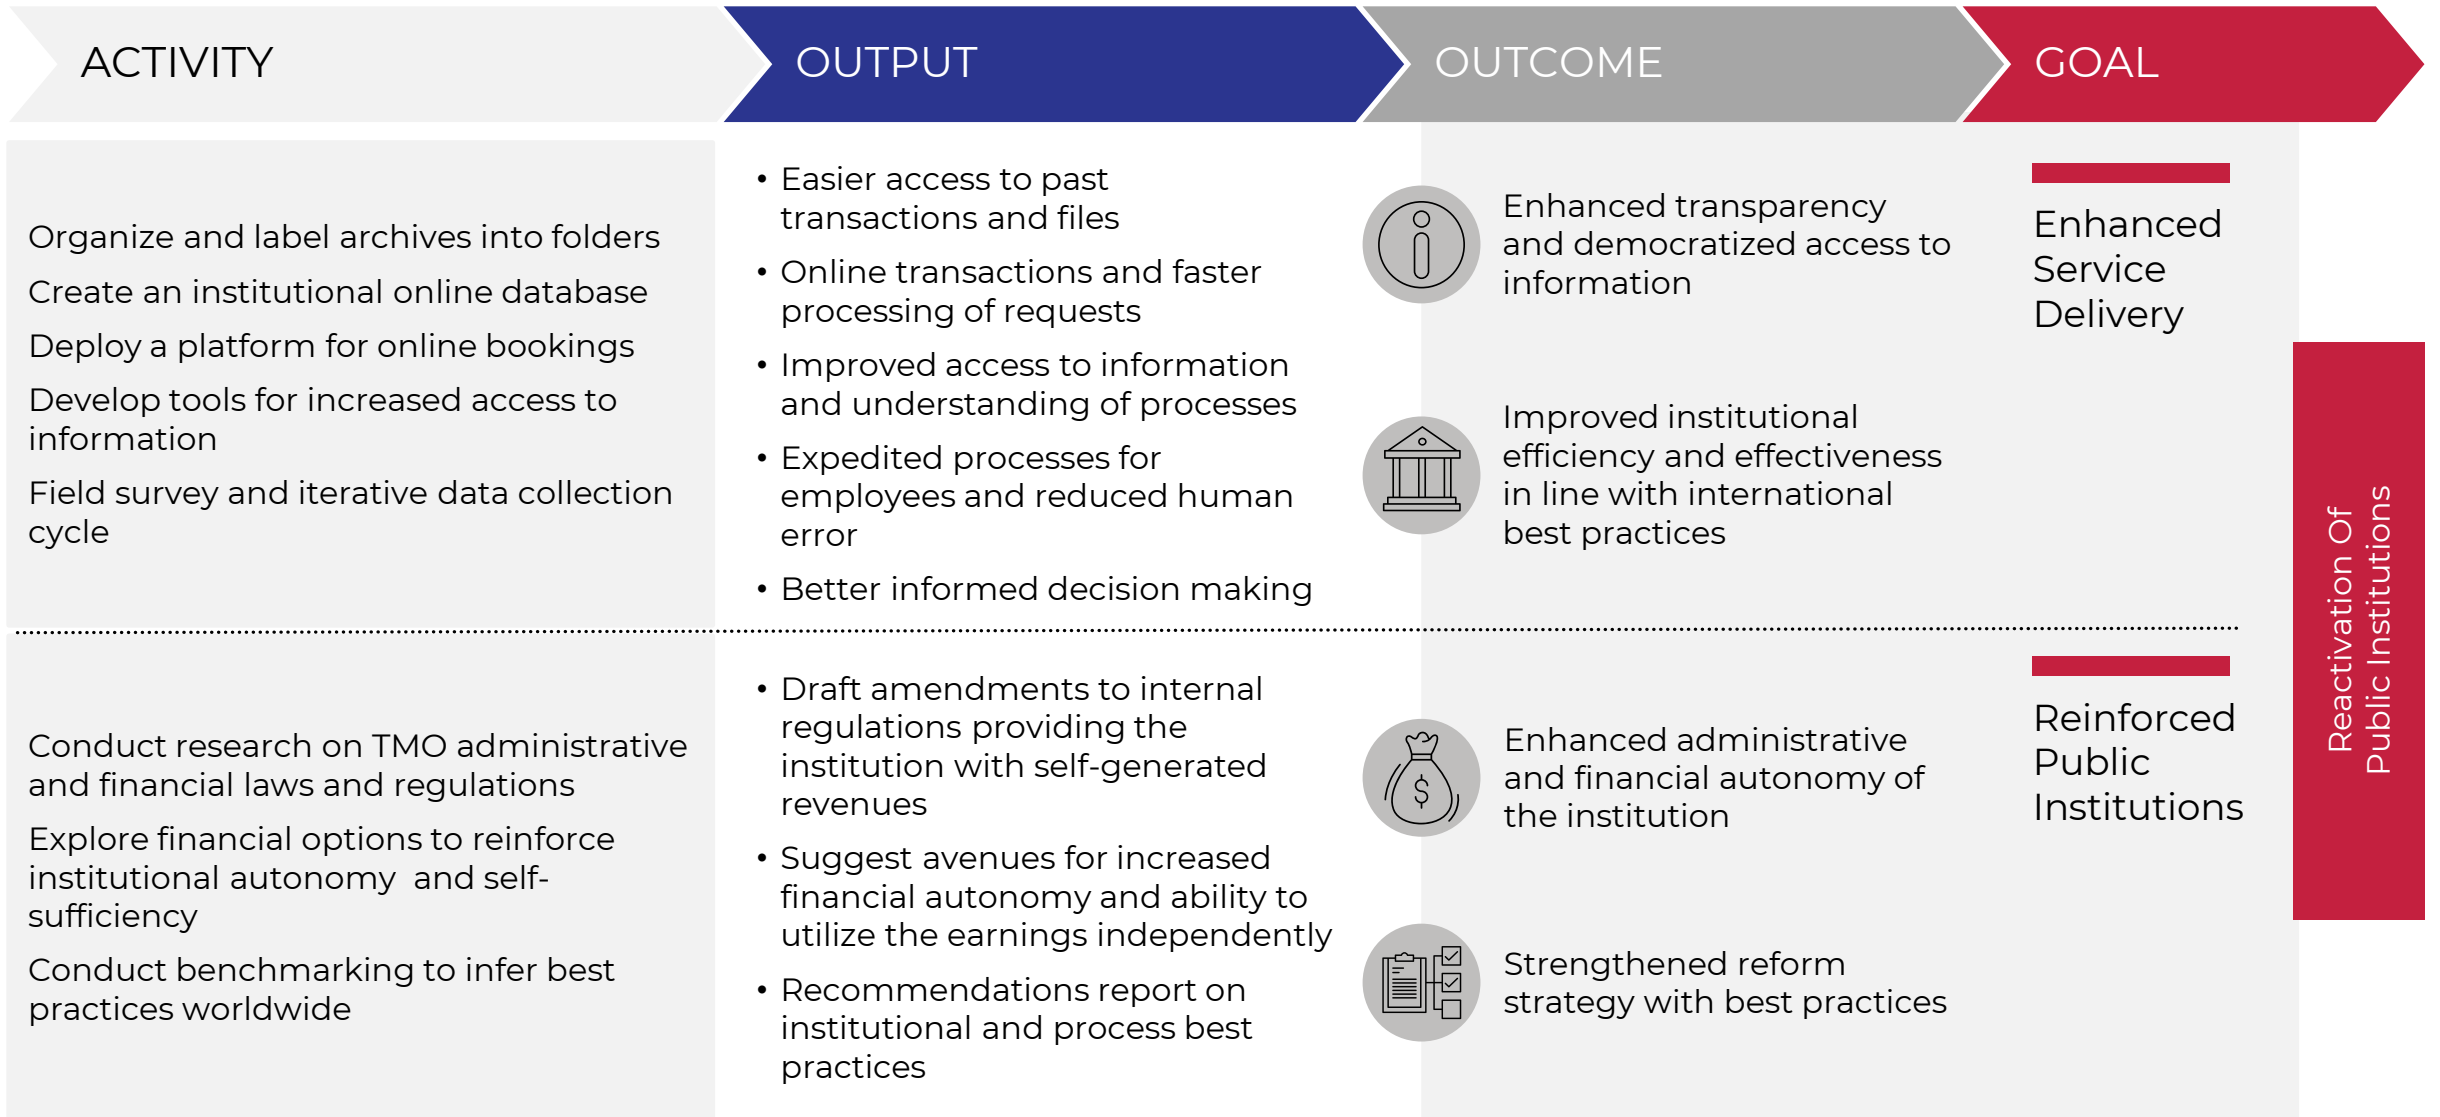 ACTIVITY
OUTPUT
OUTCOME
GOAL
Organize and label archives into folders
Create an institutional online database
Deploy a platform for online bookings
Develop tools for increased access to
information
Field survey and iterative data collection
cycle
• Easier access to past
transactions and files
• Online transactions and faster
processing of requests
• Improved access to information
and understanding of processes
• Expedited processes for
employees and reduced human
error
• Better informed decision making
Enhanced transparency
and democratized access to
information
Improved institutional
efficiency and effectiveness
in line with international
best practices
Enhanced
Service
Delivery
Conduct research on TMO administrative
and financial laws and regulations
Explore financial options to reinforce
institutional autonomy  and self-
sufficiency
Conduct benchmarking to infer best
practices worldwide
• Draft amendments to internal
regulations providing the
institution with self-generated
revenues
• Suggest avenues for increased
financial autonomy and ability to
utilize the earnings independently
• Recommendations report on
institutional and process best
practices
$
Enhanced administrative
and financial autonomy of
the institution
Strengthened reform
strategy with best practices
Reinforced
Public
Institutions
Reactivation Of
Public Institutions